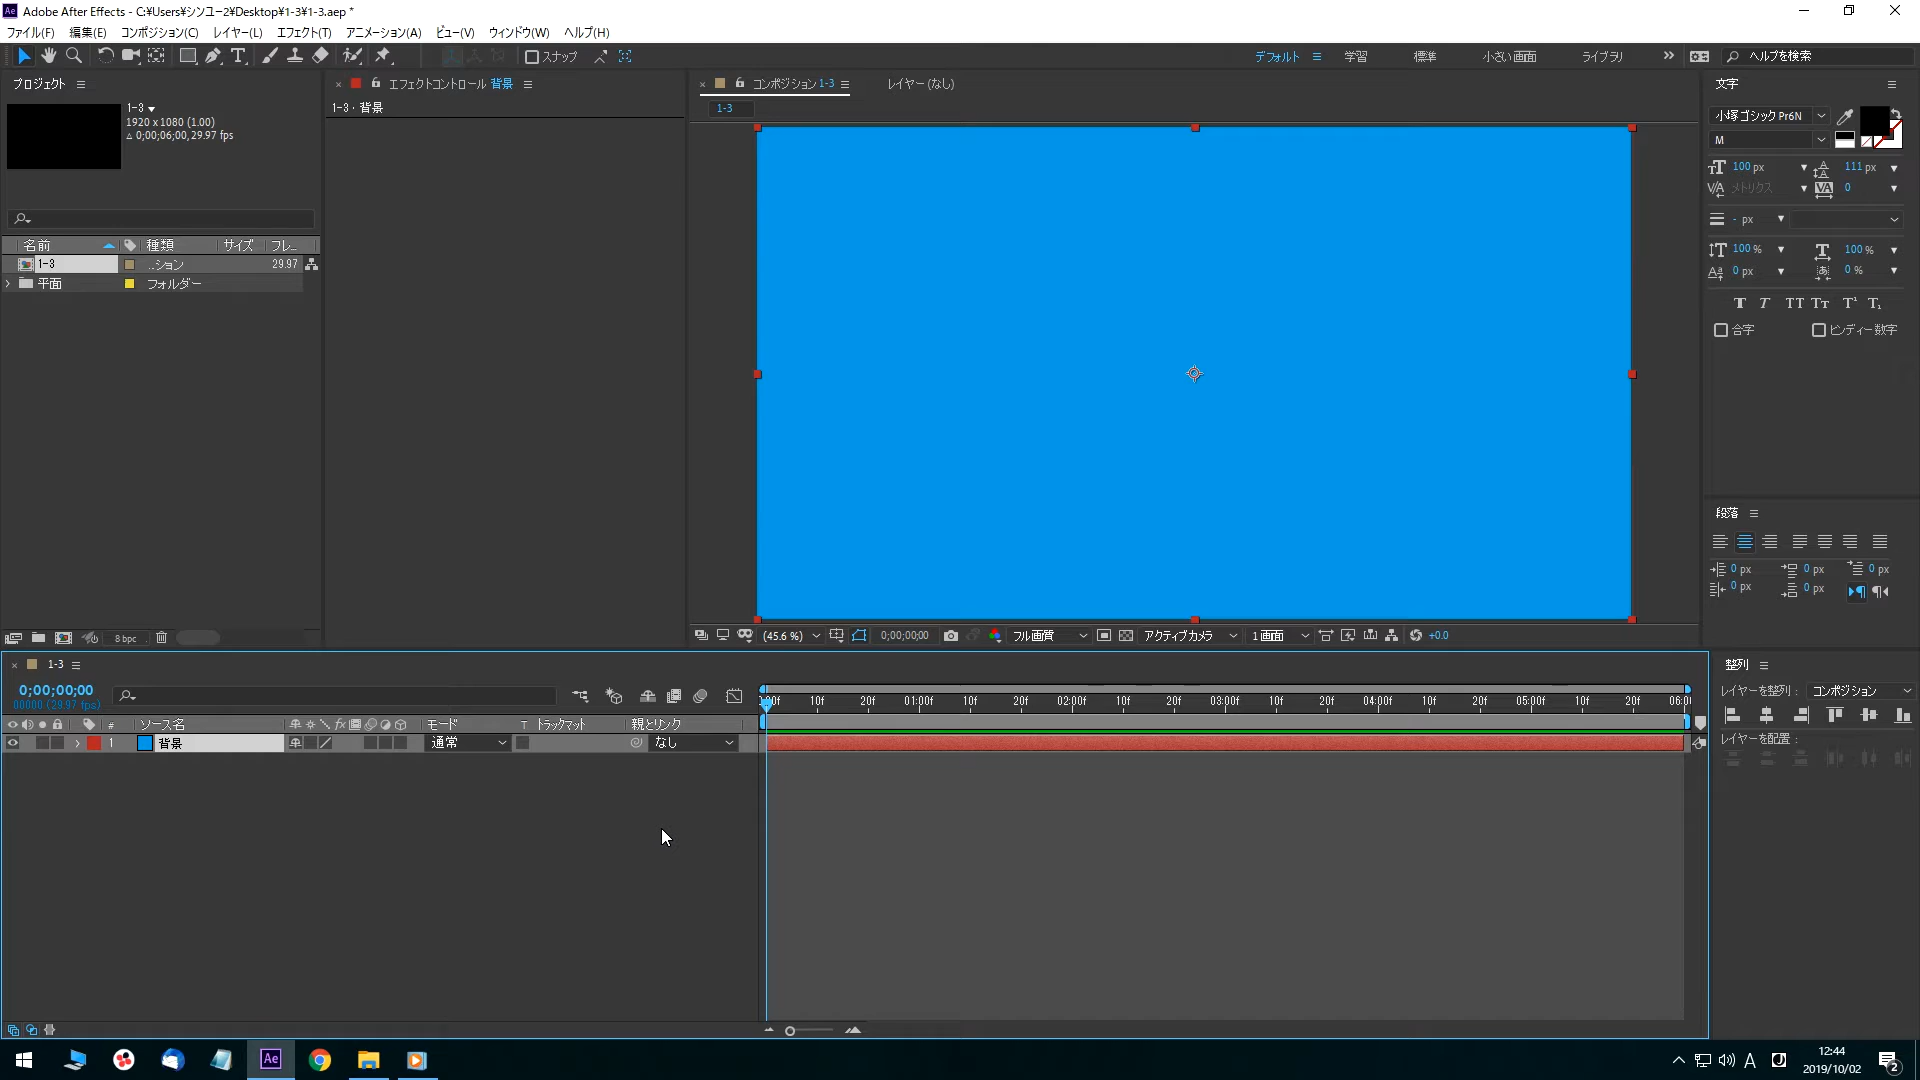 Adobe After Effects - C:¥Users¥シンユー2¥Desktop¥1-3¥1-3.aep *
ファイル(F) 編集(E) コンポジション(C) レイヤー(L) エフェクト(T) アニメーション(A) ビュー(V) ウィンドウ(W) ヘルプ(H)
スナップ デフォルト 学習 標準 小さい画面 ライブラリ ヘルプを検索
プロジェクト
1-3
1920 x 1080 (1.00)
Δ 0;00;06;00, 29.97 fps
名前 種類 サイズ フレ...
1-3 ...ション 29.97
平面 フォルダー
8 bpc
エフェクトコントロール 背景
1-3・背景
コンポジション 1-3 レイヤー (なし)
1-3
(45.6 %) 0;00;00;00 フル画質 アクティブカメラ 1画面 +0.0
文字
小塚ゴシック Pr6N
M
100 px 111 px
メトリクス 0
- px
100 % 100 %
0 px 0 %
合字 ヒンディー数字
段落
0 px 0 px 0 px
0 px 0 px
1-3
0;00;00;00
00000 (29.97 fps)
ソース名 モード T トラックマット 親とリンク
1 背景 通常 なし
:00f 10f 20f 01:00f 10f 20f 02:00f 10f 20f 03:00f 10f 20f 04:00f 10f 20f 05:00f 10f 20f 06:0
整列
レイヤーを整列: コンポジション
レイヤーを配置:
Ae
A
12:44
2019/10/02
2